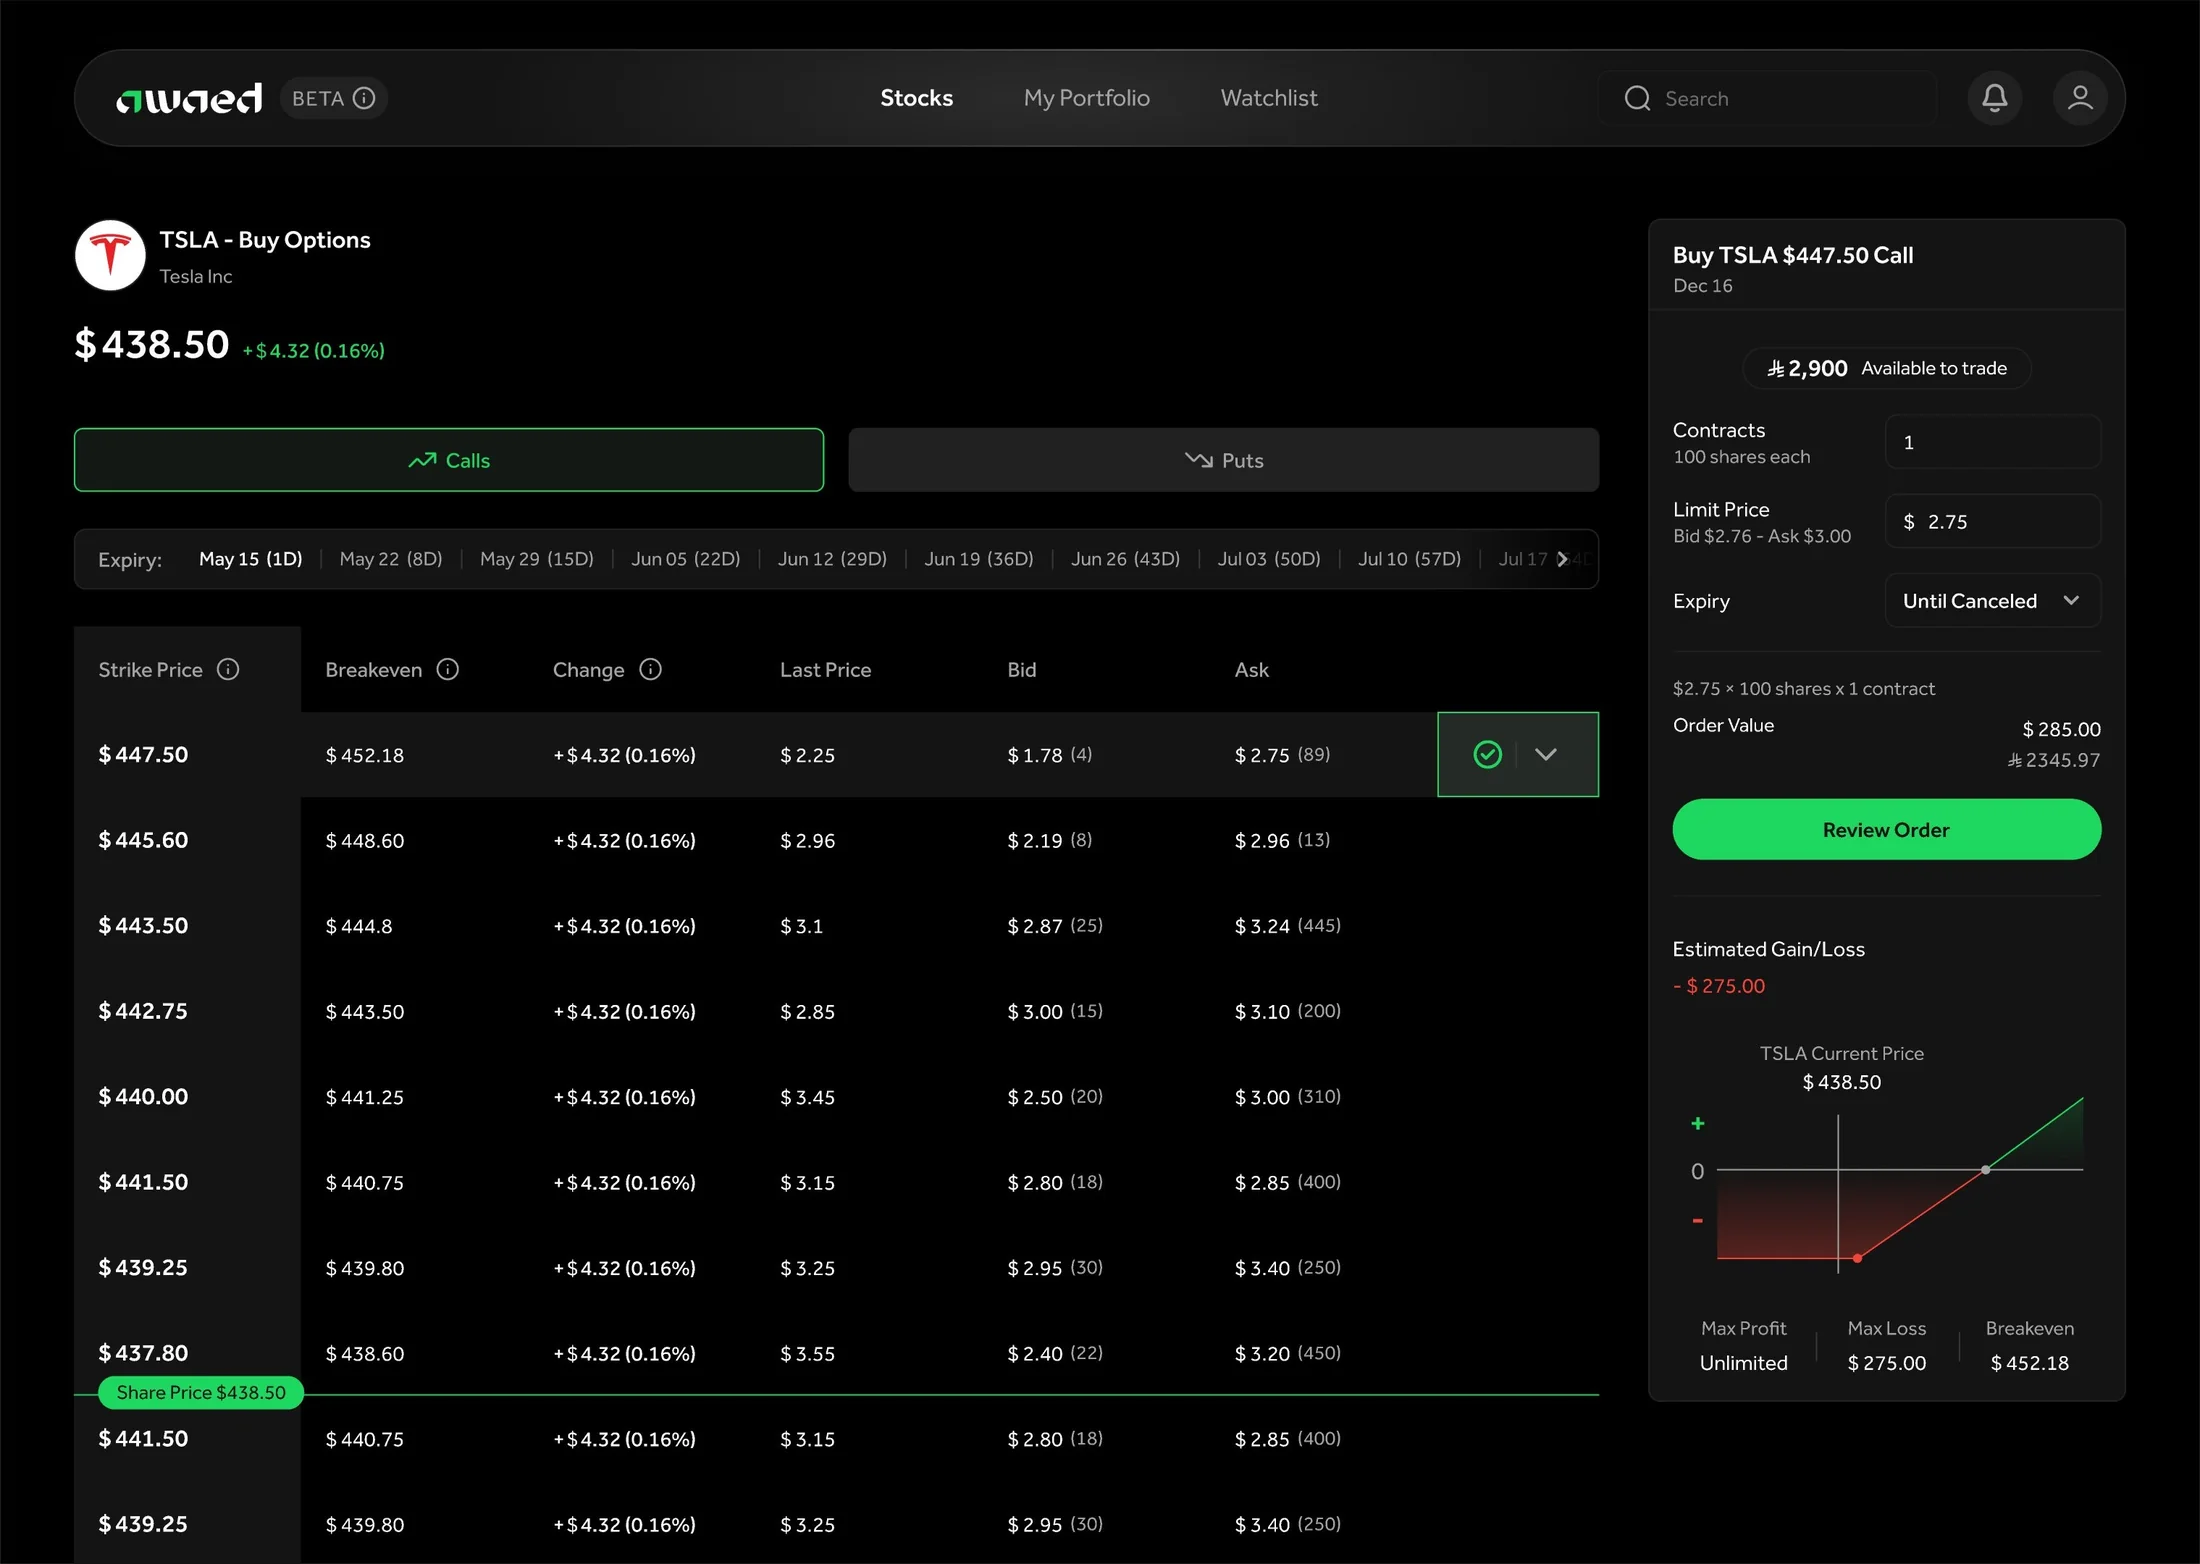 awaed BETA Stocks My Portfolio Watchlist Search
TSLA - Buy Options
Tesla Inc
$ 438.50 +$ 4.32 (0.16%)
Calls Puts
Expiry: May 15 (1D) May 22 (8D) May 29 (15D) Jun 05 (22D) Jun 12 (29D) Jun 19 (36D) Jun 26 (43D) Jul 03 (50D) Jul 10 (57D) Jul 17
Strike Price Breakeven Change Last Price Bid Ask
$ 447.50 $ 452.18 +$ 4.32 (0.16%) $ 2.25 $ 1.78 (4) $ 2.75 (89)
$ 445.60 $ 448.60 +$ 4.32 (0.16%) $ 2.96 $ 2.19 (8) $ 2.96 (13)
$ 443.50 $ 444.8 +$ 4.32 (0.16%) $ 3.1 $ 2.87 (25) $ 3.24 (445)
$ 442.75 $ 443.50 +$ 4.32 (0.16%) $ 2.85 $ 3.00 (15) $ 3.10 (200)
$ 440.00 $ 441.25 +$ 4.32 (0.16%) $ 3.45 $ 2.50 (20) $ 3.00 (310)
$ 441.50 $ 440.75 +$ 4.32 (0.16%) $ 3.15 $ 2.80 (18) $ 2.85 (400)
$ 439.25 $ 439.80 +$ 4.32 (0.16%) $ 3.25 $ 2.95 (30) $ 3.40 (250)
$ 437.80 $ 438.60 +$ 4.32 (0.16%) $ 3.55 $ 2.40 (22) $ 3.20 (450)
Share Price $438.50
$ 441.50 $ 440.75 +$ 4.32 (0.16%) $ 3.15 $ 2.80 (18) $ 2.85 (400)
$ 439.25 $ 439.80 +$ 4.32 (0.16%) $ 3.25 $ 2.95 (30) $ 3.40 (250)
Buy TSLA $447.50 Call
Dec 16
⃁ 2,900 Available to trade
Contracts 1
100 shares each
Limit Price $ 2.75
Bid $2.76 - Ask $3.00
Expiry Until Canceled
$2.75 × 100 shares x 1 contract
Order Value $ 285.00
⃁ 2345.97
Review Order
Estimated Gain/Loss
- $ 275.00
TSLA Current Price
$ 438.50
+
0
-
Max Profit Max Loss Breakeven
Unlimited $ 275.00 $ 452.18